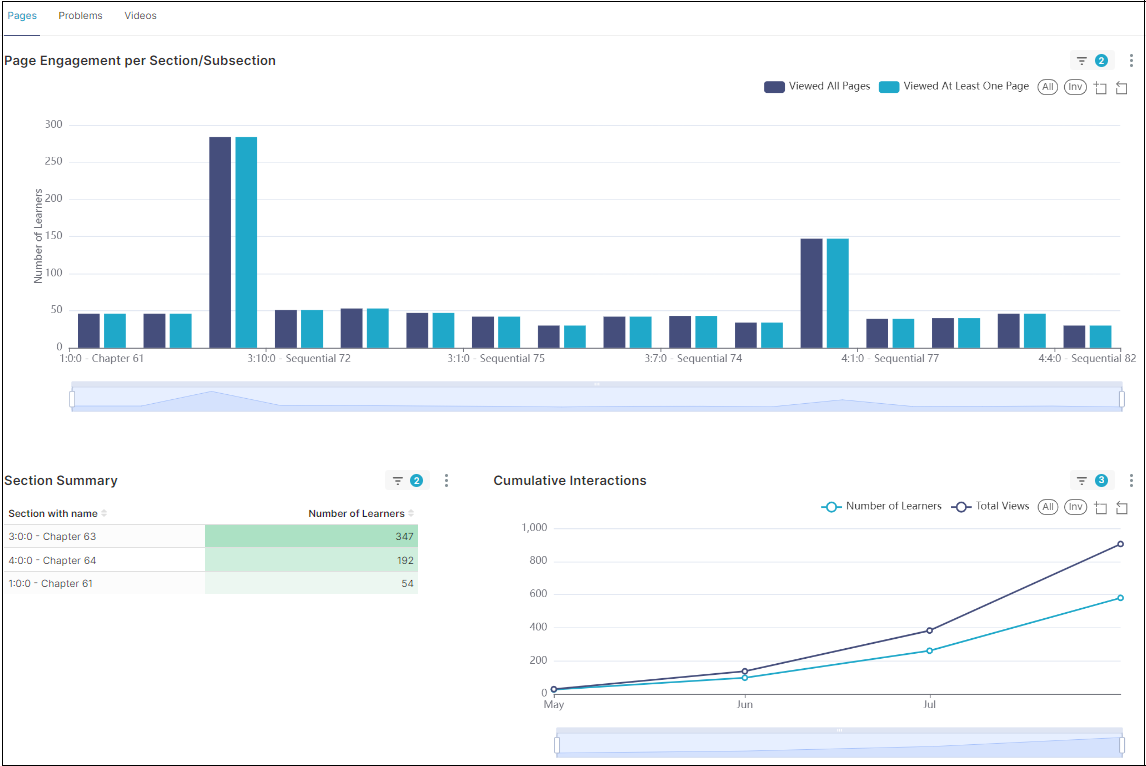 Pages Problems Videos
Page Engagement per Section/Subsection
2
Viewed All Pages Viewed At Least One Page All Inv
Number of Learners
300
250
200
150
100
50
0
1:0:0 - Chapter 61 3:10:0 - Sequential 72 3:1:0 - Sequential 75 3:7:0 - Sequential 74 4:1:0 - Sequential 77 4:4:0 - Sequential 82
Section Summary
2
Section with name Number of Learners
3:0:0 - Chapter 63 347
4:0:0 - Chapter 64 192
1:0:0 - Chapter 61 54
Cumulative Interactions
3
Number of Learners Total Views All Inv
1,000
800
600
400
200
0
May Jun Jul